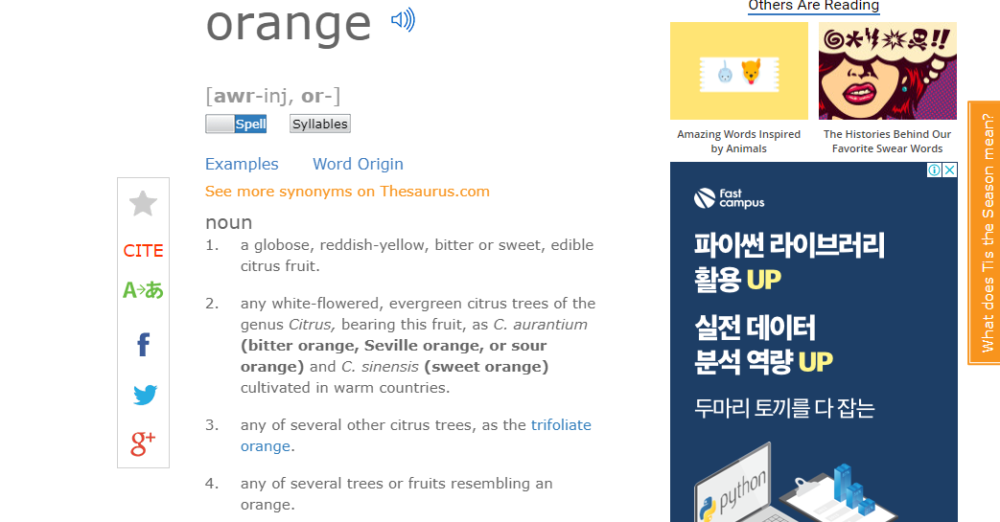 orange
[awr-inj, or-]
Spell
Syllables
Examples
Word Origin
See more synonyms on Thesaurus.com
noun
1. a globose, reddish-yellow, bitter or sweet, edible
citrus fruit.
2. any white-flowered, evergreen citrus trees of the
genus Citrus, bearing this fruit, as C. aurantium
(bitter orange, Seville orange, or sour
orange) and C. sinensis (sweet orange)
cultivated in warm countries.
3. any of several other citrus trees, as the trifoliate
orange.
4. any of several trees or fruits resembling an
orange.
CITE
A→あ
f
g+
Others Are Reading
@*!*💀!!
Amazing Words Inspired
by Animals
The Histories Behind Our
Favorite Swear Words
Fast
campus
파이썬 라이브러리
활용 UP
실전 데이터
분석 역량 UP
두마리 토끼를 다 잡는
python
What does Tis the Season mean?